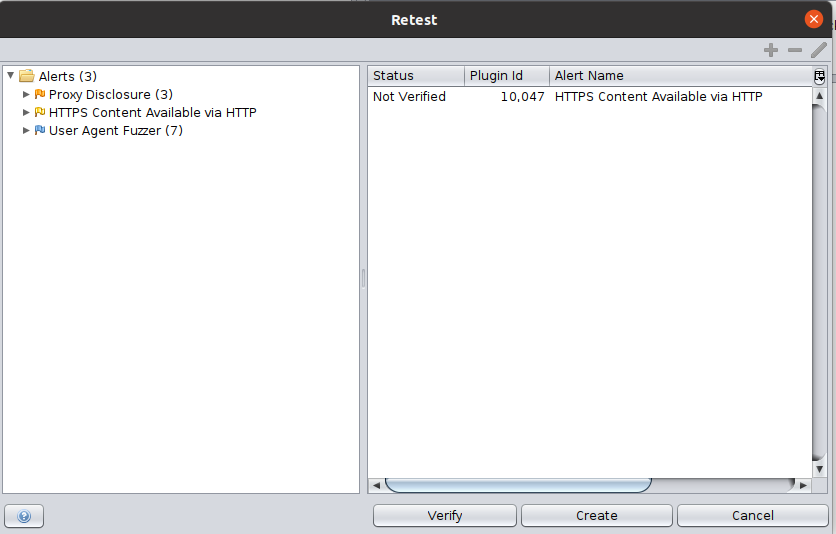 Retest
Alerts (3)
Proxy Disclosure (3)
HTTPS Content Available via HTTP
User Agent Fuzzer (7)
Status Plugin Id Alert Name
Not Verified 10,047 HTTPS Content Available via HTTP
Verify Create Cancel